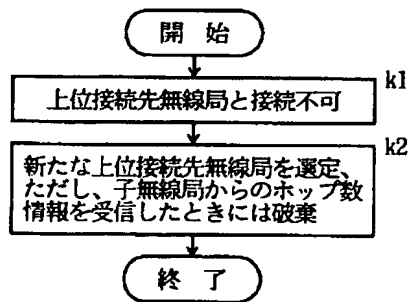 開 始
k1
上位接続先無線局と接続不可
k2
新たな上位接続先無線局を選定、
ただし、子無線局からのホップ数
情報を受信したときには破棄
終 了